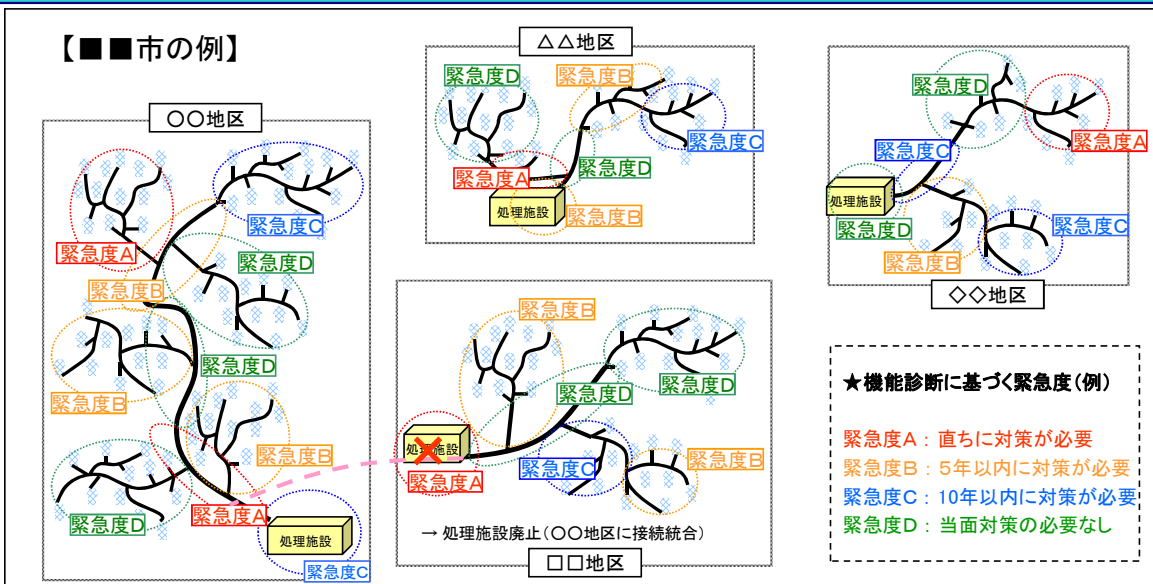 【■■市の例】
〇〇地区
緊急度A
緊急度C
緊急度D
緊急度B
緊急度B
緊急度D
緊急度B
緊急度D
緊急度A
処理施設
緊急度C
△△地区
緊急度D
緊急度B
緊急度C
緊急度D
緊急度A
処理施設
緊急度B
緊急度D
緊急度A
緊急度C
処理施設
緊急度D
緊急度C
緊急度B
◇◇地区
緊急度B
緊急度D
緊急度D
処理施設
緊急度A
緊急度C
緊急度B
→ 処理施設廃止(〇〇地区に接続統合)
□□地区
★機能診断に基づく緊急度(例)
緊急度A : 直ちに対策が必要
緊急度B : 5年以内に対策が必要
緊急度C : 10年以内に対策が必要
緊急度D : 当面対策の必要なし